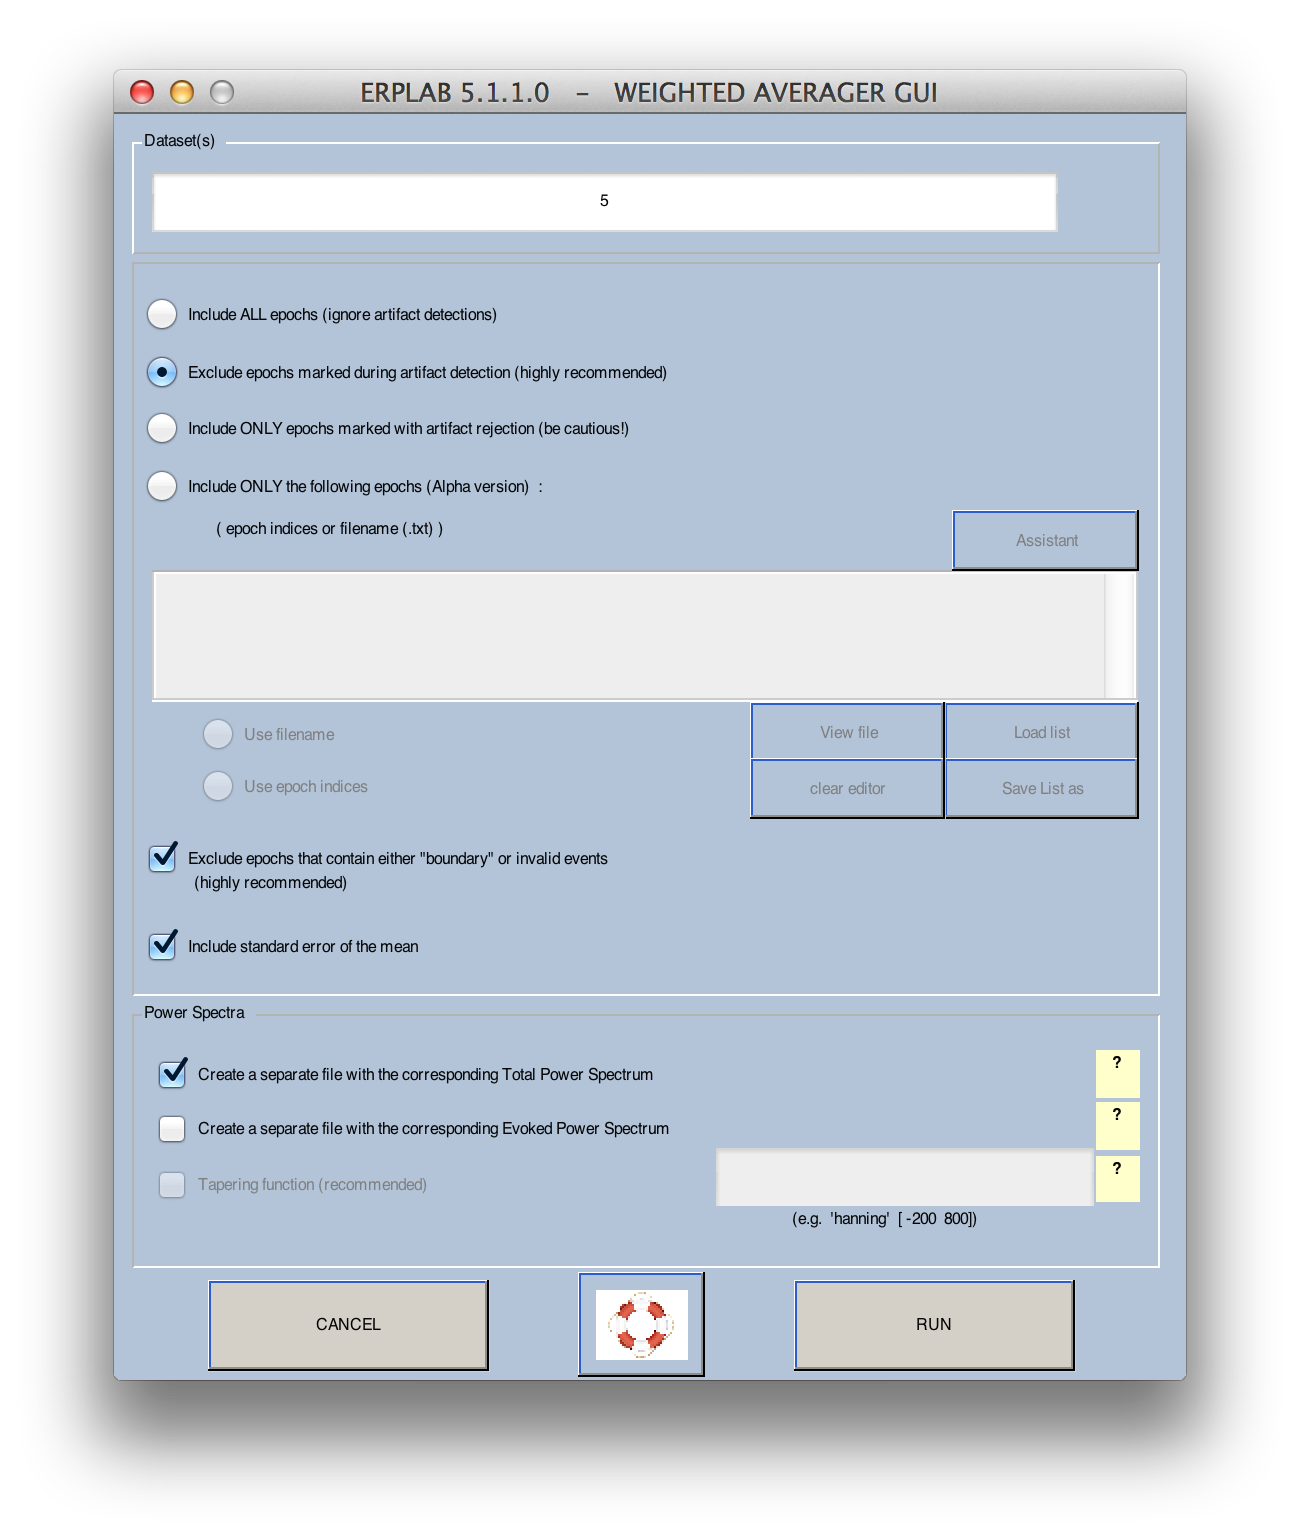 ERPLAB 5.1.1.0   -   WEIGHTED AVERAGER GUI
Dataset(s)
5
Include ALL epochs (ignore artifact detections)
Exclude epochs marked during artifact detection (highly recommended)
Include ONLY epochs marked with artifact rejection (be cautious!)
Include ONLY the following epochs (Alpha version)  :
( epoch indices or filename (.txt) )
Assistant
Use filename
View file
Load list
Use epoch indices
clear editor
Save List as
Exclude epochs that contain either "boundary" or invalid events
(highly recommended)
Include standard error of the mean
Power Spectra
Create a separate file with the corresponding Total Power Spectrum
?
Create a separate file with the corresponding Evoked Power Spectrum
?
Tapering function (recommended)
?
(e.g.  'hanning'  [ -200  800])
CANCEL
RUN